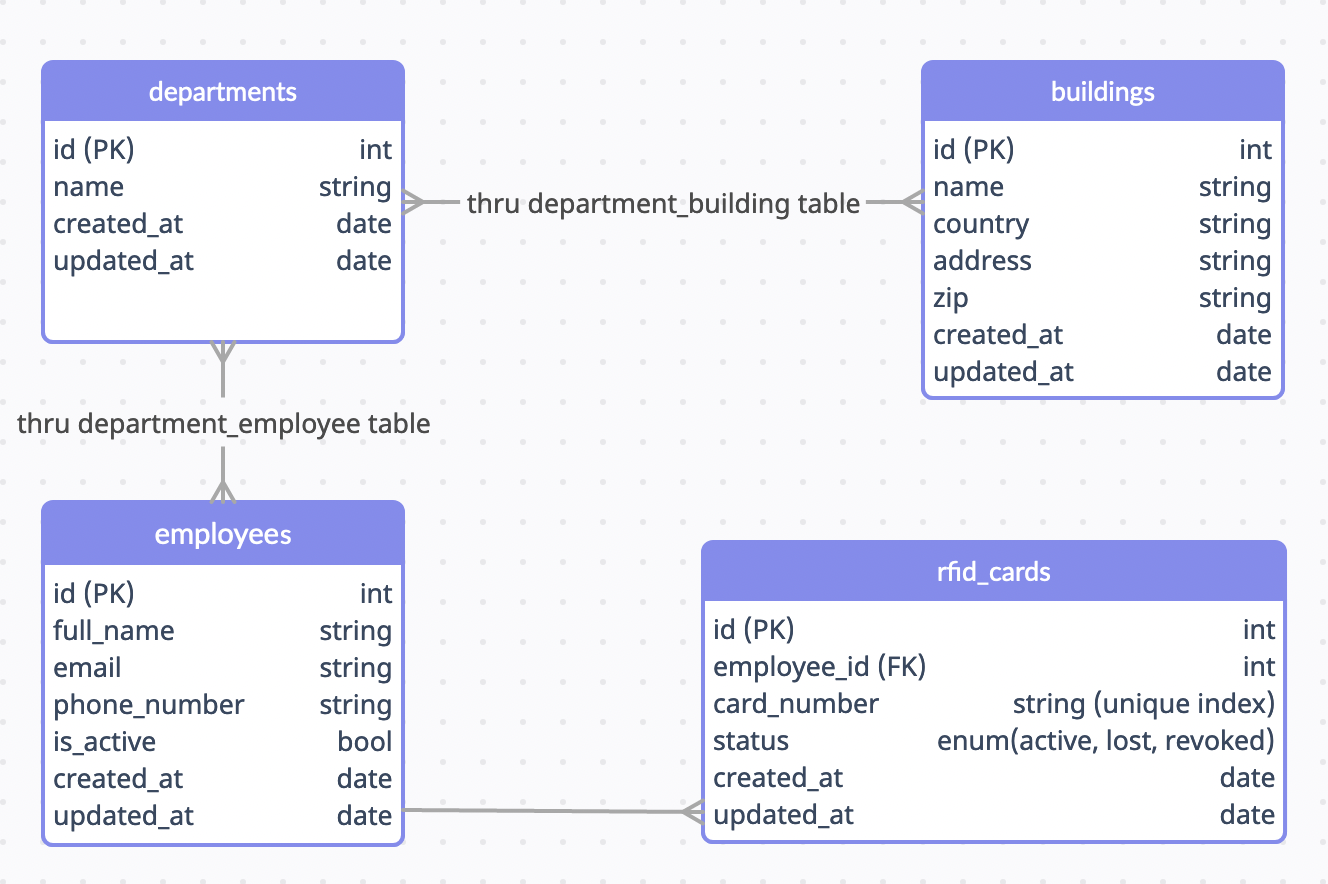 departments
id (PK) int
name string
created_at date
updated_at date
thru department_building table
buildings
id (PK) int
name string
country string
address string
zip string
created_at date
updated_at date
thru department_employee table
employees
id (PK) int
full_name string
email string
phone_number string
is_active bool
created_at date
updated_at date
rfid_cards
id (PK) int
employee_id (FK) int
card_number string (unique index)
status enum(active, lost, revoked)
created_at date
updated_at date